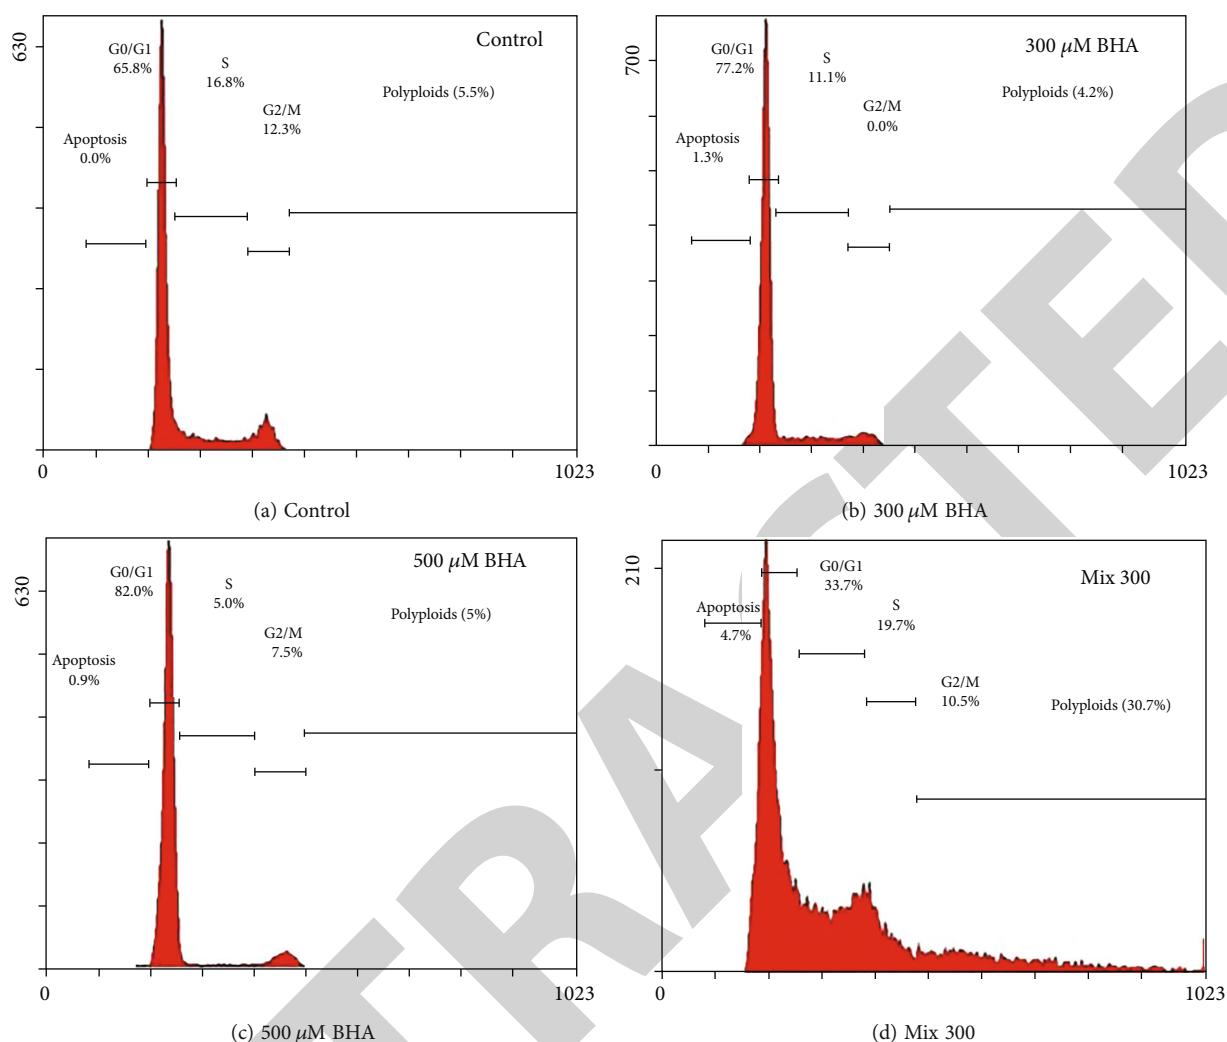 630
Control
G0/G1
65.8%
S
16.8%
G2/M
12.3%
Polyploids (5.5%)
Apoptosis
0.0%
0
1023
(a) Control
700
300 μM BHA
G0/G1
77.2%
S
11.1%
G2/M
0.0%
Polyploids (4.2%)
Apoptosis
1.3%
0
1023
(b) 300 μM BHA
630
500 μM BHA
G0/G1
82.0%
S
5.0%
G2/M
7.5%
Polyploids (5%)
Apoptosis
0.9%
0
1023
(c) 500 μM BHA
210
Mix 300
G0/G1
33.7%
Apoptosis
4.7%
S
19.7%
G2/M
10.5%
Polyploids (30.7%)
0
1023
(d) Mix 300
TRACTED